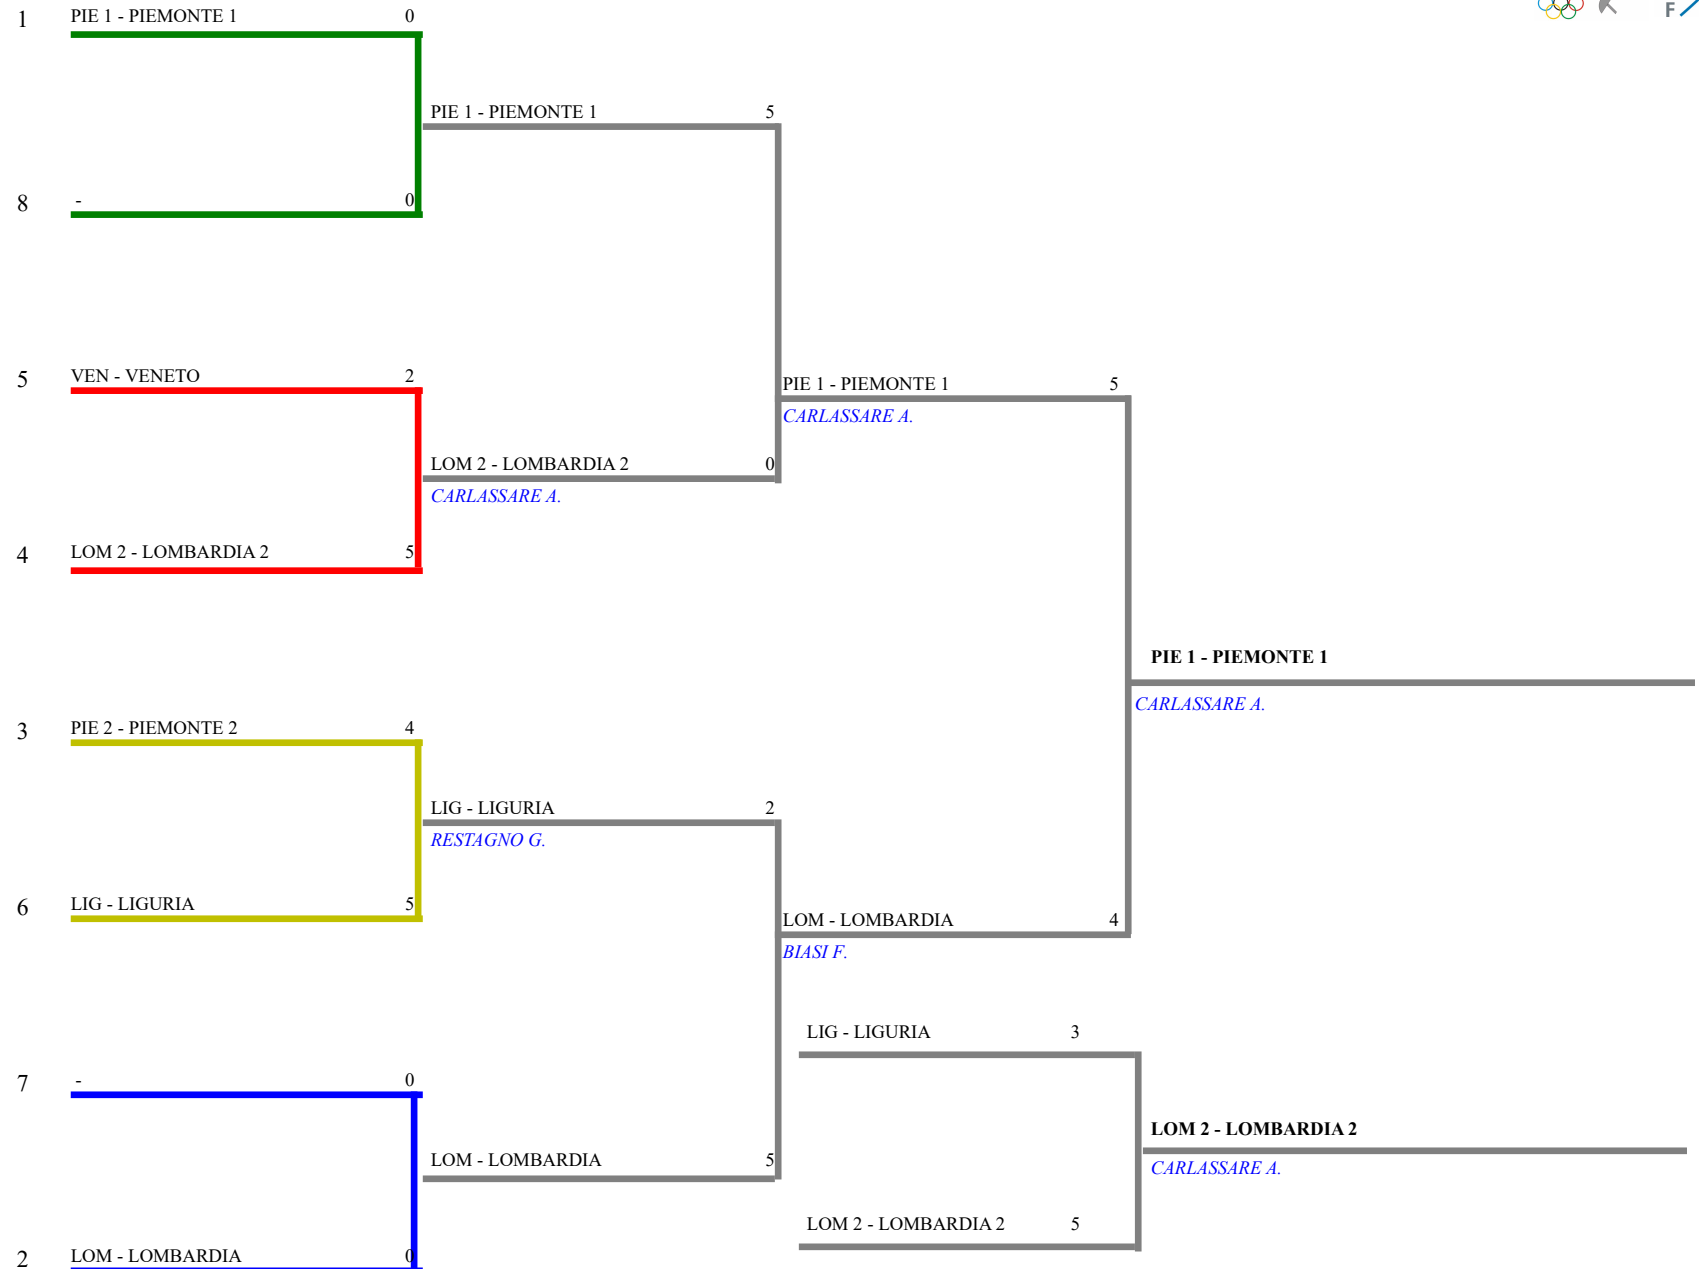 1 PIE 1 - PIEMONTE 1 0
F
PIE 1 - PIEMONTE 1 5
8 - 0
5 VEN - VENETO 2
PIE 1 - PIEMONTE 1 5
CARLASSARE A.
LOM 2 - LOMBARDIA 2 0
CARLASSARE A.
4 LOM 2 - LOMBARDIA 2 5
PIE 1 - PIEMONTE 1
CARLASSARE A.
3 PIE 2 - PIEMONTE 2 4
LIG - LIGURIA 2
RESTAGNO G.
6 LIG - LIGURIA 5
LOM - LOMBARDIA 4
BIASI F.
LIG - LIGURIA 3
7 - 0
LOM 2 - LOMBARDIA 2
CARLASSARE A.
LOM - LOMBARDIA 5
LOM 2 - LOMBARDIA 2 5
2 LOM - LOMBARDIA 0